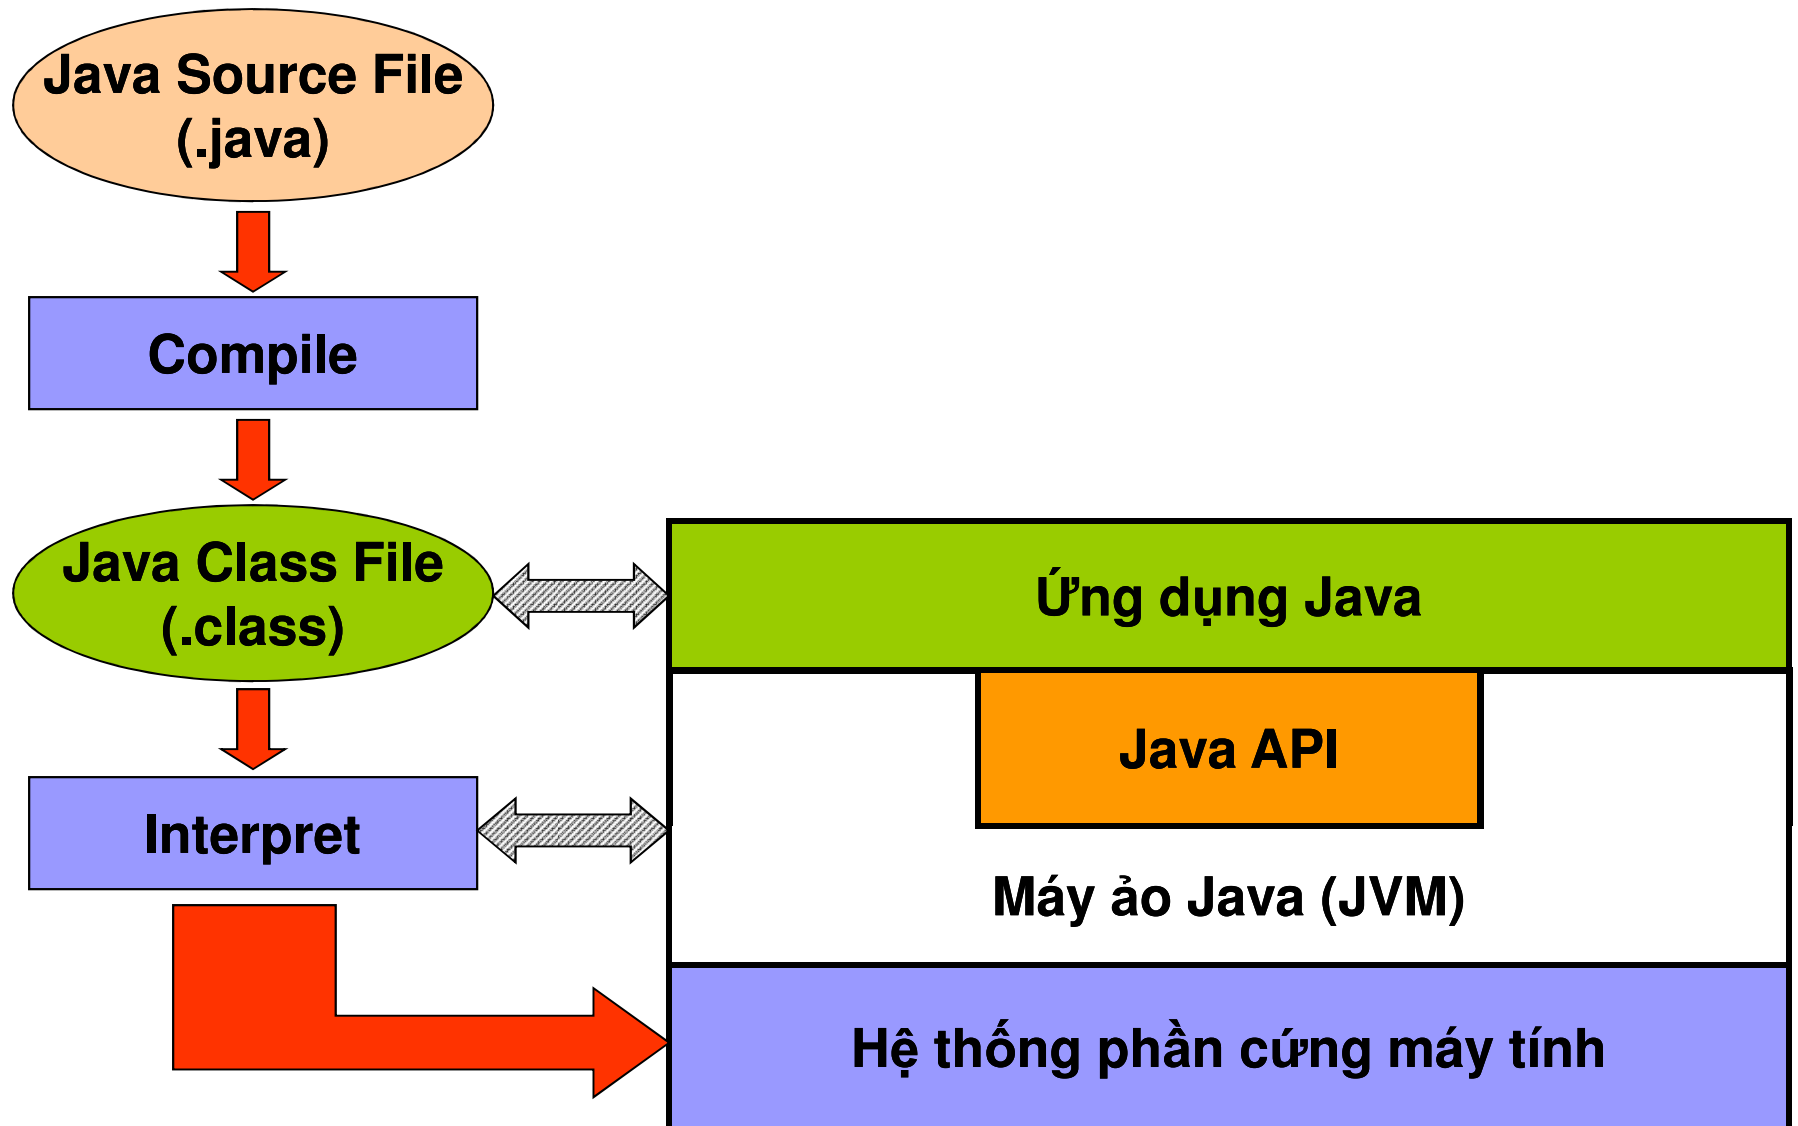 Java Source File
(.java)
Compile
Java Class File
(.class)
Ứng dụng Java
Java API
Interpret
Máy ảo Java (JVM)
Hệ thống phần cứng máy tính